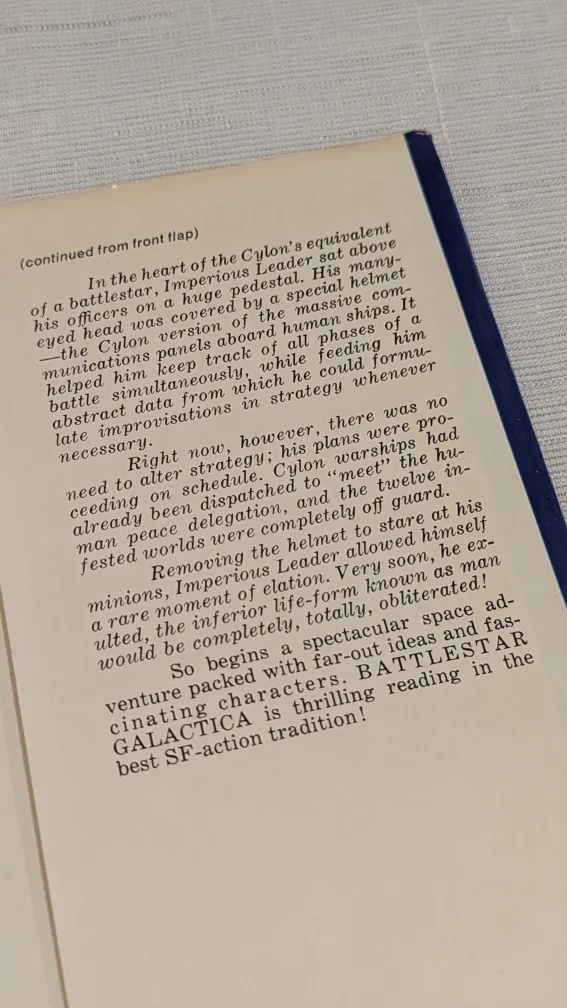 (continued from front flap)
In the heart of the Cylon's equivalent
of a battlestar, Imperious Leader sat above
his officers on a huge pedestal. His many-
eyed head was covered by a special helmet
—the Cylon version of the massive com-
munications panels aboard human ships. It
helped him keep track of all phases of a
battle simultaneously, while feeding him
abstract data from which he could formu-
late improvisations in strategy whenever
necessary.
Right now, however, there was no
need to alter strategy; his plans were pro-
ceeding on schedule. Cylon warships had
already been dispatched to "meet" the hu-
man peace delegation, and the twelve in-
fested worlds were completely off guard.
Removing the helmet to stare at his
minions, Imperious Leader allowed himself
a rare moment of elation. Very soon, he ex-
ulted, the inferior life-form known as man
would be completely, totally, obliterated!
So begins a spectacular space ad-
venture packed with far-out ideas and fas-
cinating characters. BATTLESTAR
GALACTICA is thrilling reading in the
best SF-action tradition!